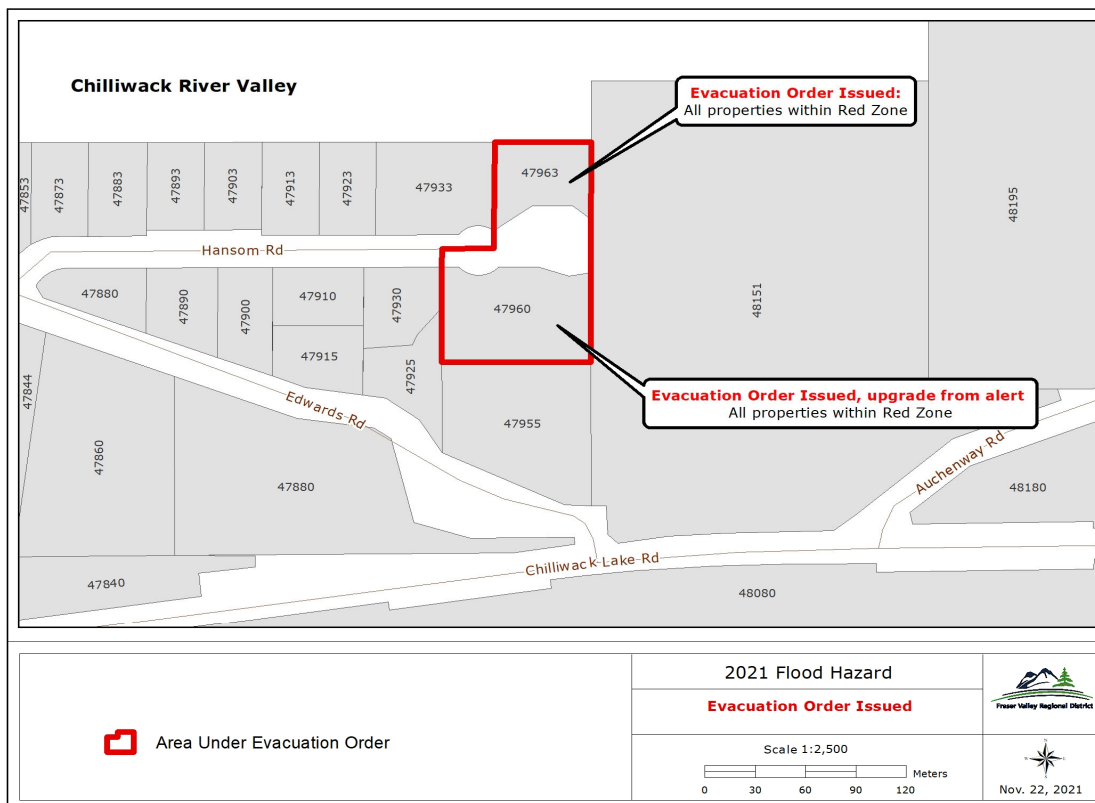 Chilliwack River Valley
Evacuation Order Issued:
All properties within Red Zone
47853
47873
47883
47893
47903
47913
47923
47933
47963
48195
Hansom Rd
47880
47890
47900
47910
47930
47960
48151
47915
47925
47844
Edwards Rd
47955
Evacuation Order Issued, upgrade from alert
All properties within Red Zone
47860
47880
Auchenway Rd
48180
Chilliwack Lake Rd
47840
48080
Area Under Evacuation Order
2021 Flood Hazard
Evacuation Order Issued
Scale 1:2,500
Meters
0 30 60 90 120
Fraser Valley Regional District
N
W E
S
Nov. 22, 2021